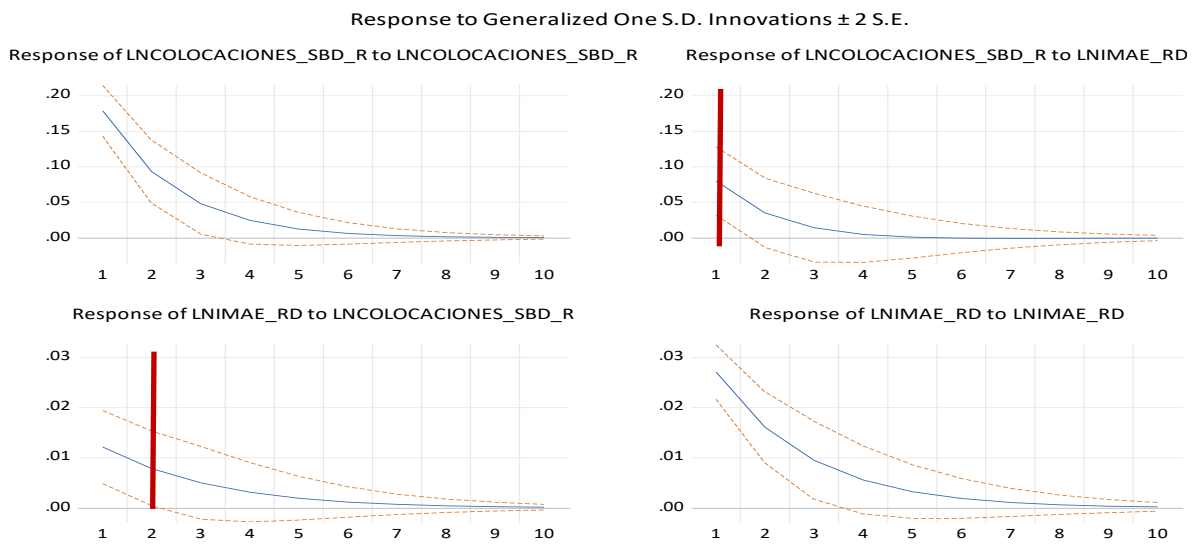 Response to Generalized One S.D. Innovations ± 2 S.E.
Response of LNCOLOCACIONES_SBD_R to LNCOLOCACIONES_SBD_R
.20
.15
.10
.05
.00
1 2 3 4 5 6 7 8 9 10
Response of LNCOLOCACIONES_SBD_R to LNIMAE_RD
.20
.15
.10
.05
.00
1 2 3 4 5 6 7 8 9 10
Response of LNIMAE_RD to LNCOLOCACIONES_SBD_R
.03
.02
.01
.00
1 2 3 4 5 6 7 8 9 10
Response of LNIMAE_RD to LNIMAE_RD
.03
.02
.01
.00
1 2 3 4 5 6 7 8 9 10